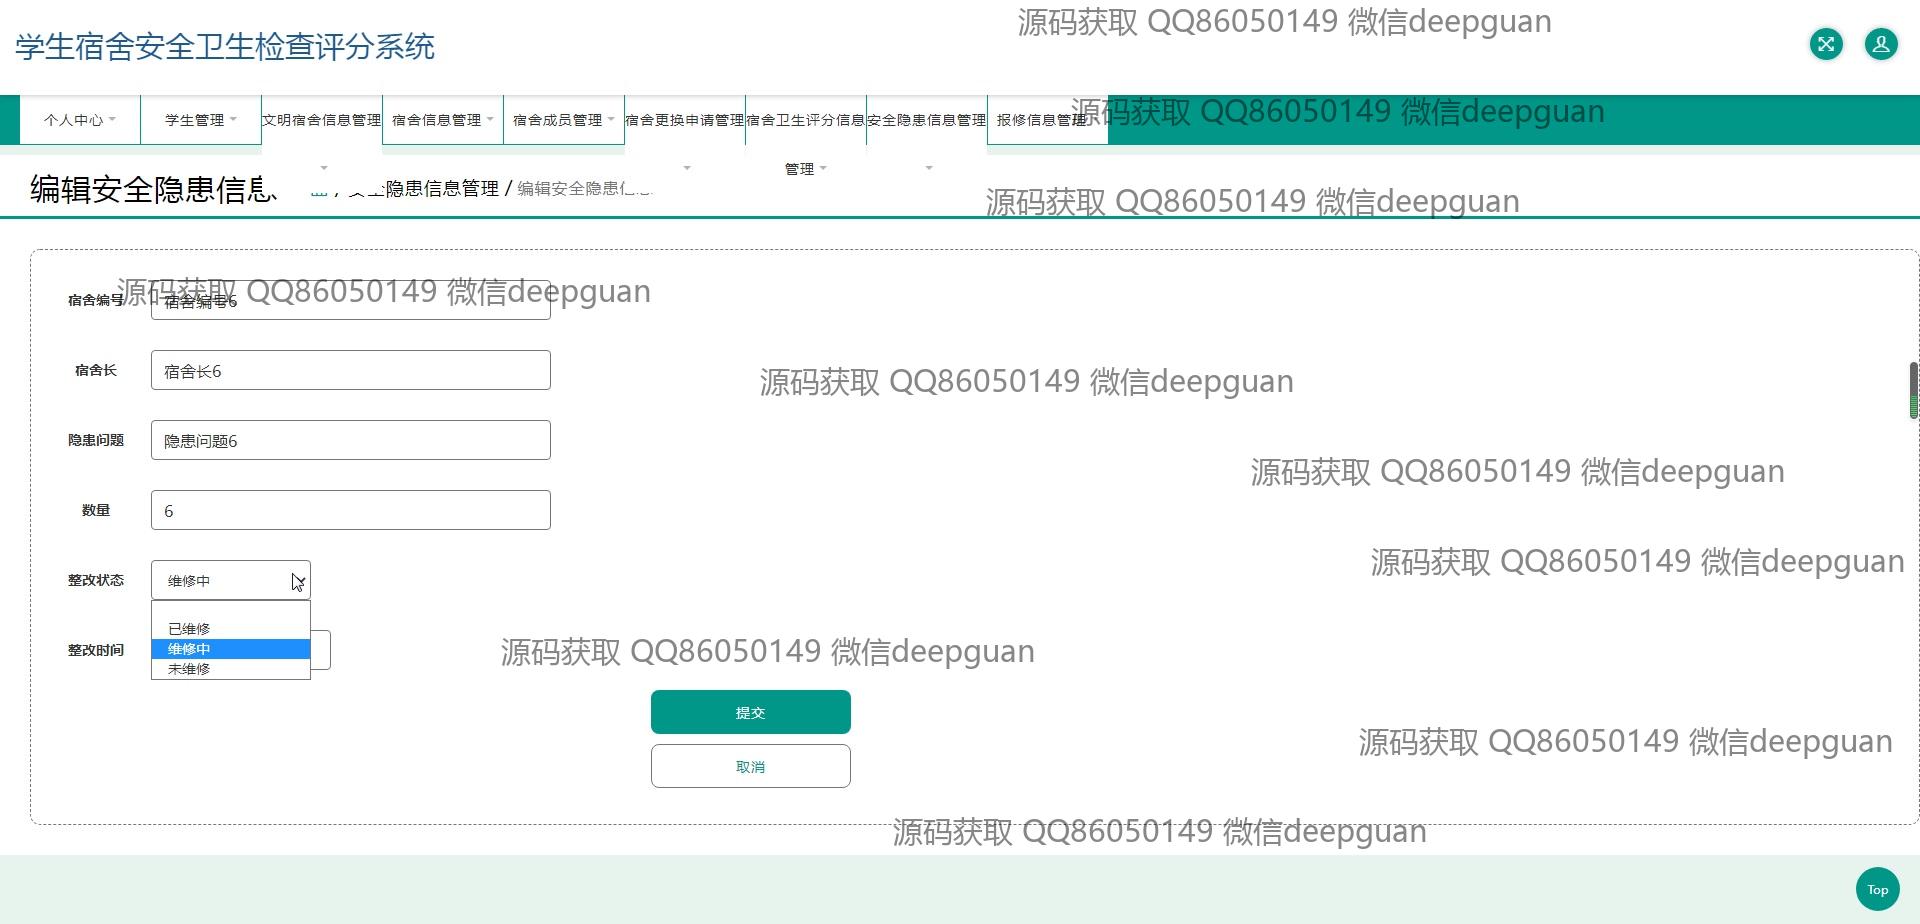 源码获取 QQ86050149 微信deepguan
学生宿舍安全卫生检查评分系统
个人中心 学生管理 文明宿舍信息管理 宿舍信息管理 宿舍成员管理 宿舍更换申请管理 宿舍卫生评分信息管理 安全隐患信息管理 报修信息管理
源码获取 QQ86050149 微信deepguan
编辑安全隐患信息
/ 安全隐患信息管理 / 编辑安全隐患信息
源码获取 QQ86050149 微信deepguan
源码获取 QQ86050149 微信deepguan
宿舍编号 宿舍编号6
宿舍长 宿舍长6
源码获取 QQ86050149 微信deepguan
隐患问题 隐患问题6
源码获取 QQ86050149 微信deepguan
数量 6
源码获取 QQ86050149 微信deepguan
整改状态 维修中
已维修
维修中
未维修
整改时间
源码获取 QQ86050149 微信deepguan
提交
源码获取 QQ86050149 微信deepguan
取消
源码获取 QQ86050149 微信deepguan
Top